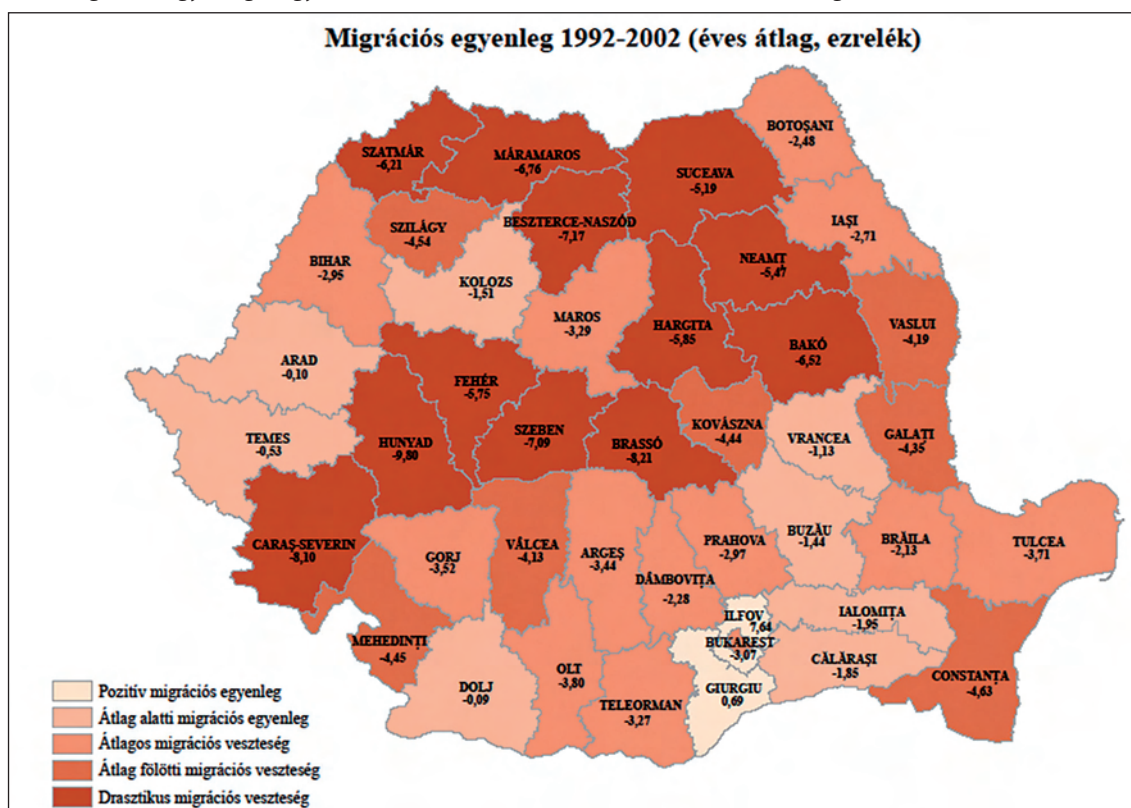 Migrációs egyenleg 1992-2002 (éves átlag, ezrelék)
BOTOȘANI
-2,48
SZATMÁR
-6,21
MÁRAMAROS
-6,76
SUCEAVA
-5,19
BESZTERCE-NASZÓD
-7,17
IAȘI
-2,71
SZILÁGY
-4,54
BIHAR
-2,95
NEAMȚ
-5,47
KOLOZS
-1,51
MAROS
-3,29
HARGITA
-5,85
BAKÓ
-6,52
VASLUI
-4,19
ARAD
-0,10
FEHÉR
-5,75
TEMES
-0,53
HUNYAD
-9,80
SZEBEN
-7,09
BRASSÓ
-8,21
KOVÁSZNA
-4,44
VRANCEA
-1,13
GALAȚI
-4,35
CARAȘ-SEVERIN
-8,10
GORJ
-3,52
VÂLCEA
-4,13
ARGEȘ
-3,44
PRAHOVA
-2,97
BUZĂU
-1,44
BRĂILA
-2,13
TULCEA
-3,71
DÂMBOVIȚA
-2,28
ILFOV
7,64
IALOMIȚA
-1,95
MEHEDINȚI
-4,45
BUKAREST
-3,07
CĂLĂRAȘI
-1,85
CONSTANȚA
-4,63
DOLJ
-0,09
OLT
-3,80
TELEORMAN
-3,27
GIURGIU
0,69
Pozitív migrációs egyenleg
Átlag alatti migrációs egyenleg
Átlagos migrációs veszteség
Átlag fölötti migrációs veszteség
Drasztikus migrációs veszteség